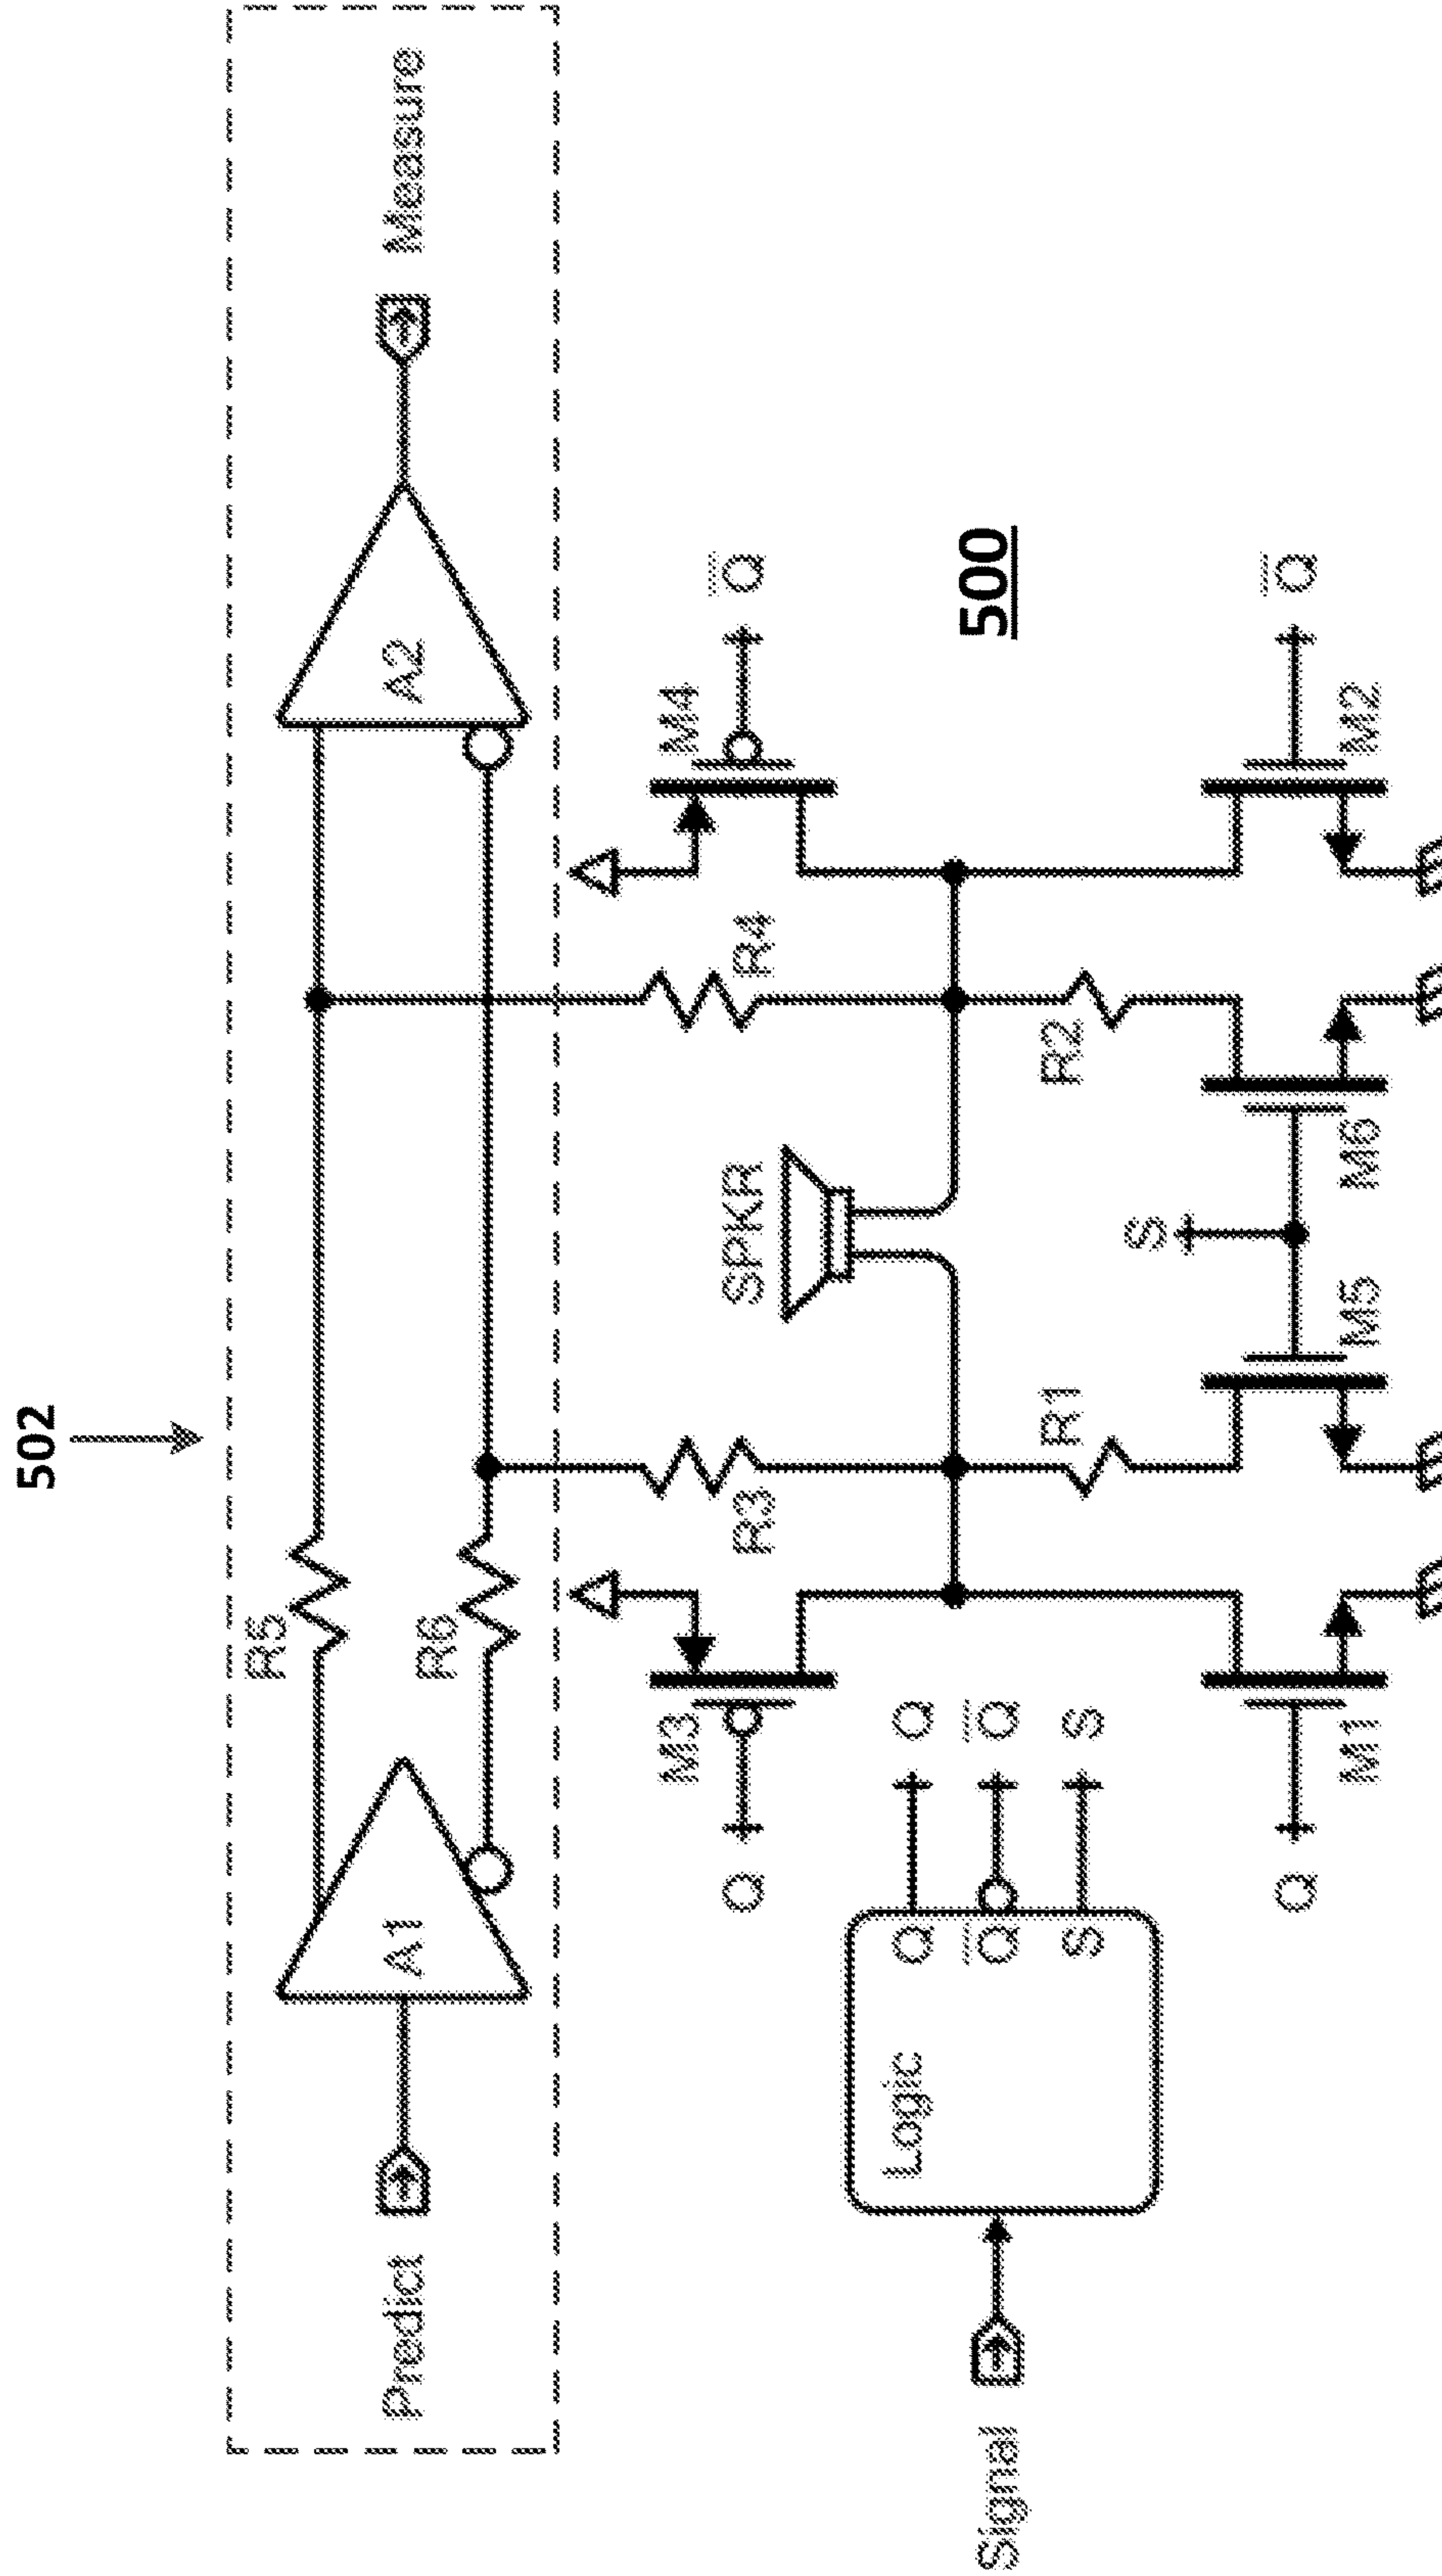 502
Predict
A1
R5
R6
A2
Measure
Q
M3
R3
SPKR
R4
M4
Q̅
Signal
Logic
Q
Q̅
S
Q
Q̅
S
500
Q
M1
R1
M5
S
M6
R2
M2
Q̅